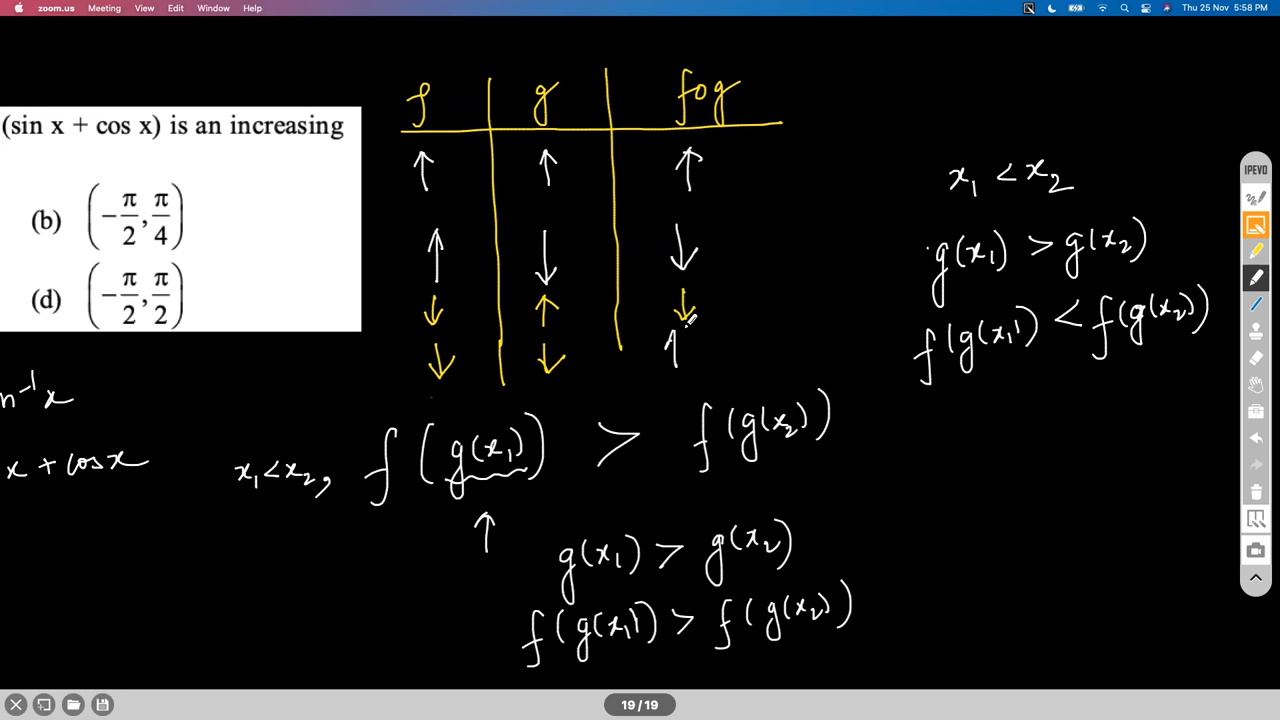 zoom.us Meeting View Edit Window Help Thu 25 Nov 5:58 PM
(sin x + cos x) is an increasing
(b) (−π/2, π/4)
(d) (−π/2, π/2)
f g fog
↑ ↑ ↑
↑ ↓ ↓
↓ ↑ ↓
↓ ↓ ↑
x₁ < x₂
g(x₁) > g(x₂)
f(g(x₁)) < f(g(x₂))
n⁻¹x
x + cosx
x₁<x₂, f(g(x₁)) > f(g(x₂))
↑
g(x₁) > g(x₂)
f(g(x₁)) > f(g(x₂))
IPEVO
19 / 19